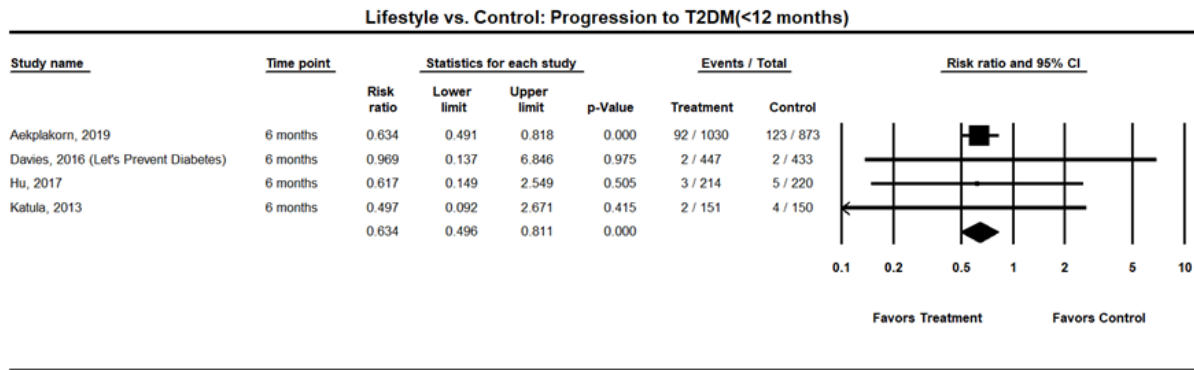 Lifestyle vs. Control: Progression to T2DM(<12 months)
Study name Time point Statistics for each study Events / Total Risk ratio and 95% CI
Risk ratio Lower limit Upper limit p-Value Treatment Control
Aekplakorn, 2019 6 months 0.634 0.491 0.818 0.000 92 / 1030 123 / 873
Davies, 2016 (Let's Prevent Diabetes) 6 months 0.969 0.137 6.846 0.975 2 / 447 2 / 433
Hu, 2017 6 months 0.617 0.149 2.549 0.505 3 / 214 5 / 220
Katula, 2013 6 months 0.497 0.092 2.671 0.415 2 / 151 4 / 150
0.634 0.496 0.811 0.000
0.1 0.2 0.5 1 2 5 10
Favors Treatment Favors Control